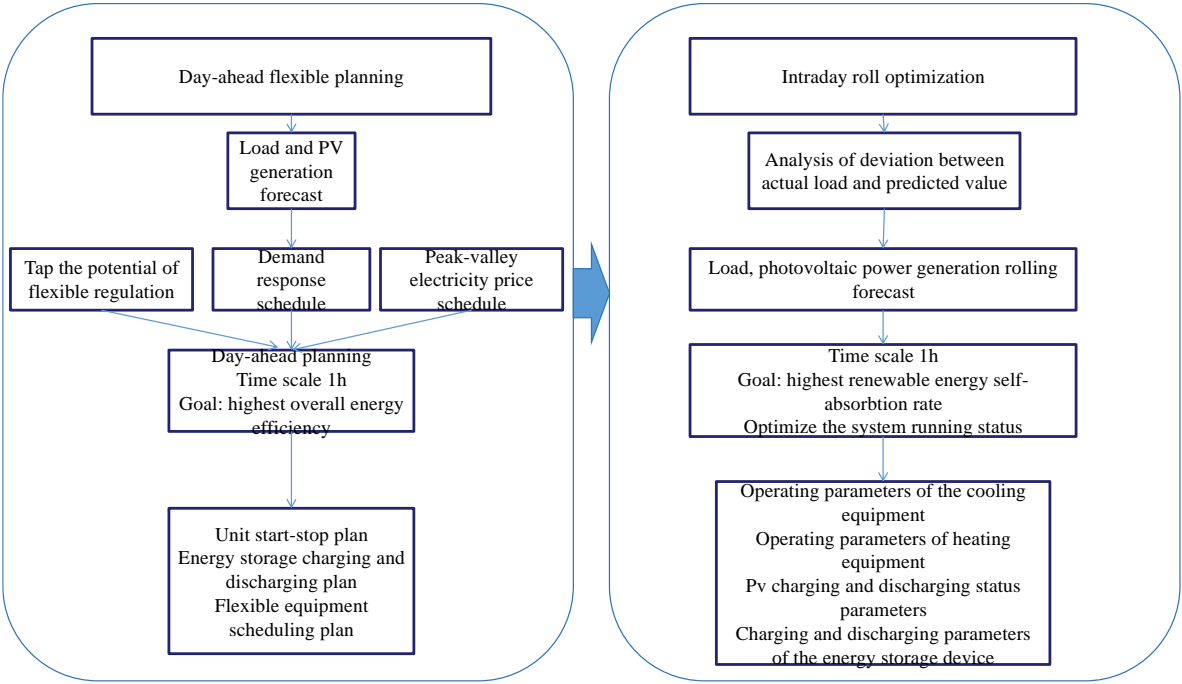 Day-ahead flexible planning
Load and PV
generation
forecast
Tap the potential of
flexible regulation
Demand
response
schedule
Peak-valley
electricity price
schedule
Day-ahead planning
Time scale 1h
Goal: highest overall energy
efficiency
Unit start-stop plan
Energy storage charging and
discharging plan
Flexible equipment
scheduling plan
Intraday roll optimization
Analysis of deviation between
actual load and predicted value
Load, photovoltaic power generation rolling
forecast
Time scale 1h
Goal: highest renewable energy self-
absorbtion rate
Optimize the system running status
Operating parameters of the cooling
equipment
Operating parameters of heating
equipment
Pv charging and discharging status
parameters
Charging and discharging parameters
of the energy storage device